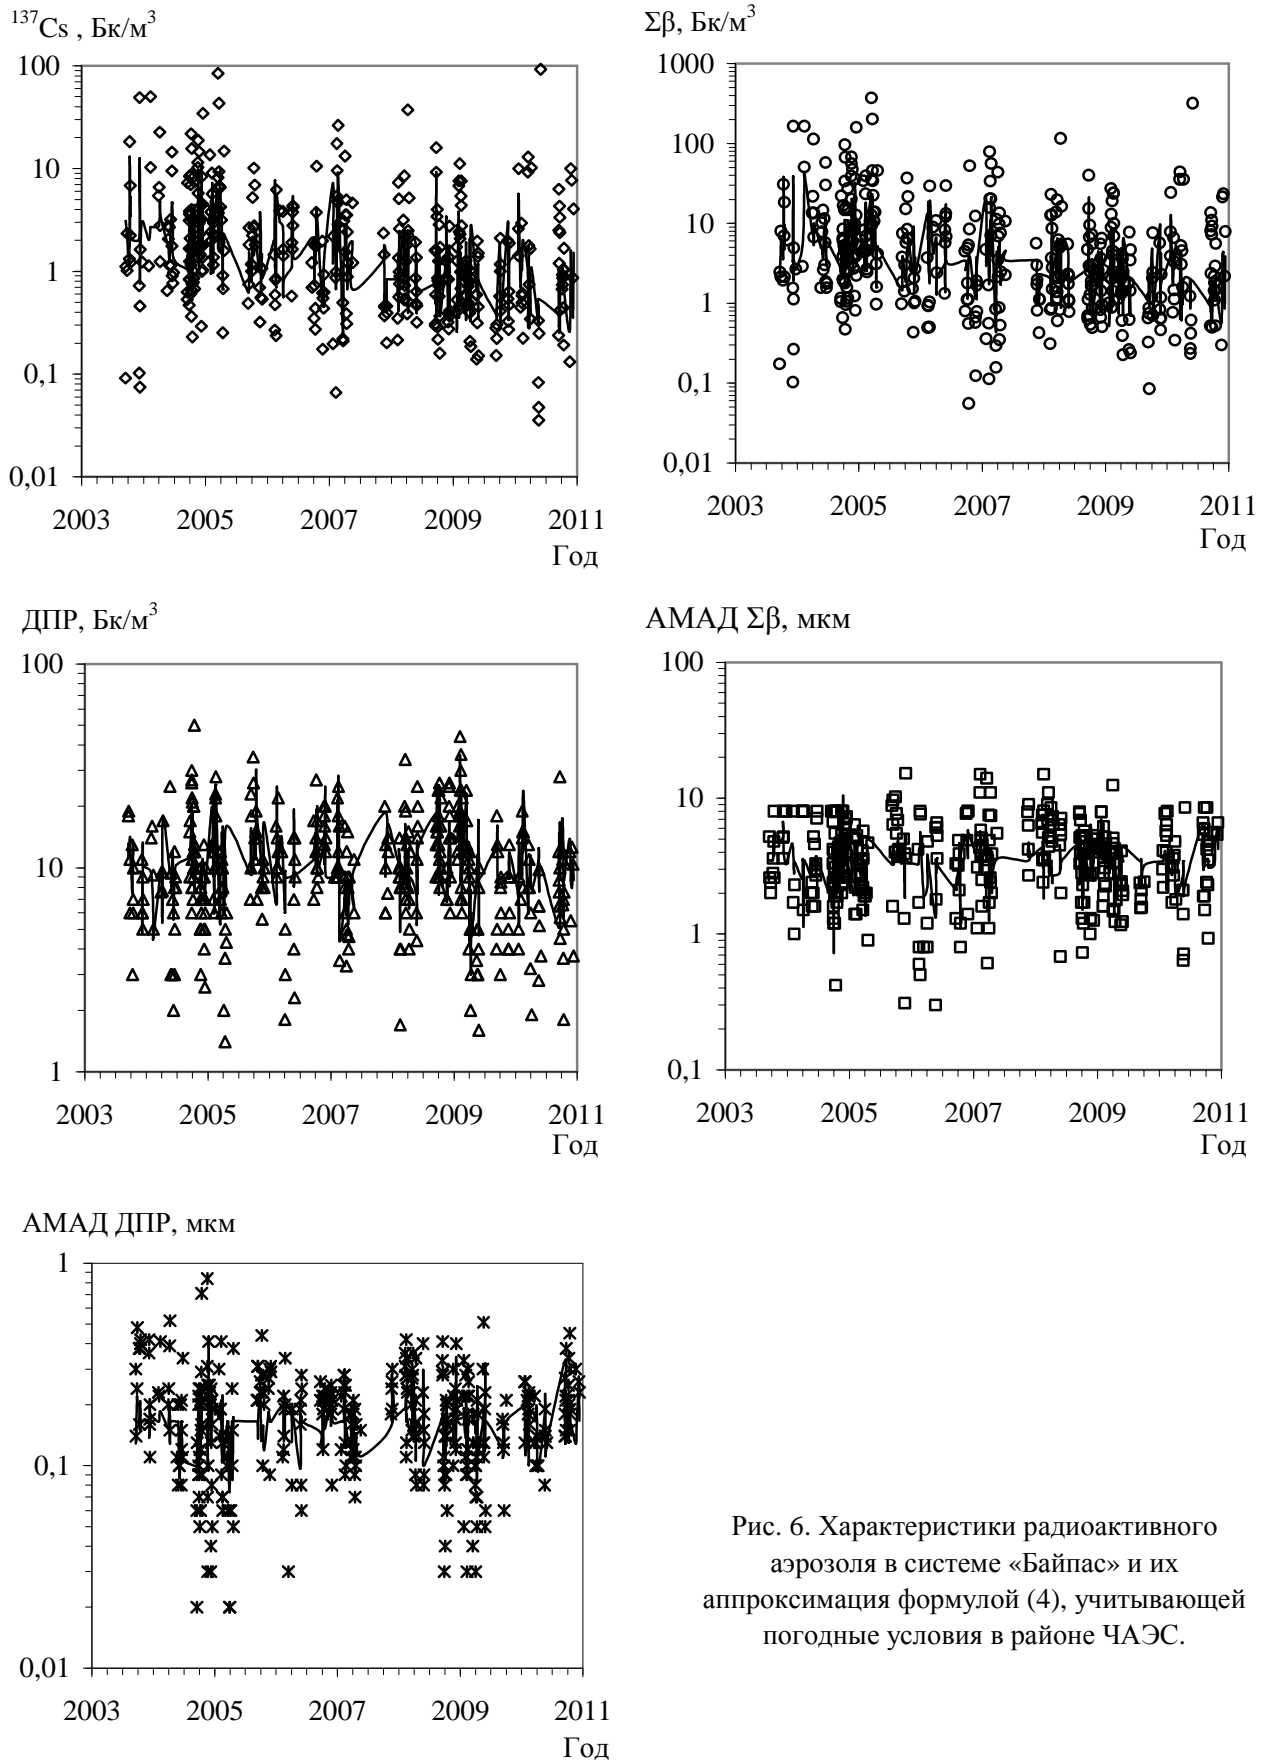 ¹³⁷Cs , Бк/м³
100
10
1
0,1
0,01
2003 2005 2007 2009 2011
Год
Σβ, Бк/м³
1000
100
10
1
0,1
0,01
2003 2005 2007 2009 2011
Год
ДПР, Бк/м³
100
10
1
2003 2005 2007 2009 2011
Год
АМАД Σβ, мкм
100
10
1
0,1
2003 2005 2007 2009 2011
Год
АМАД ДПР, мкм
1
0,1
0,01
2003 2005 2007 2009 2011
Год
Рис. 6. Характеристики радиоактивного
аэрозоля в системе «Байпас» и их
аппроксимация формулой (4), учитывающей
погодные условия в районе ЧАЭС.